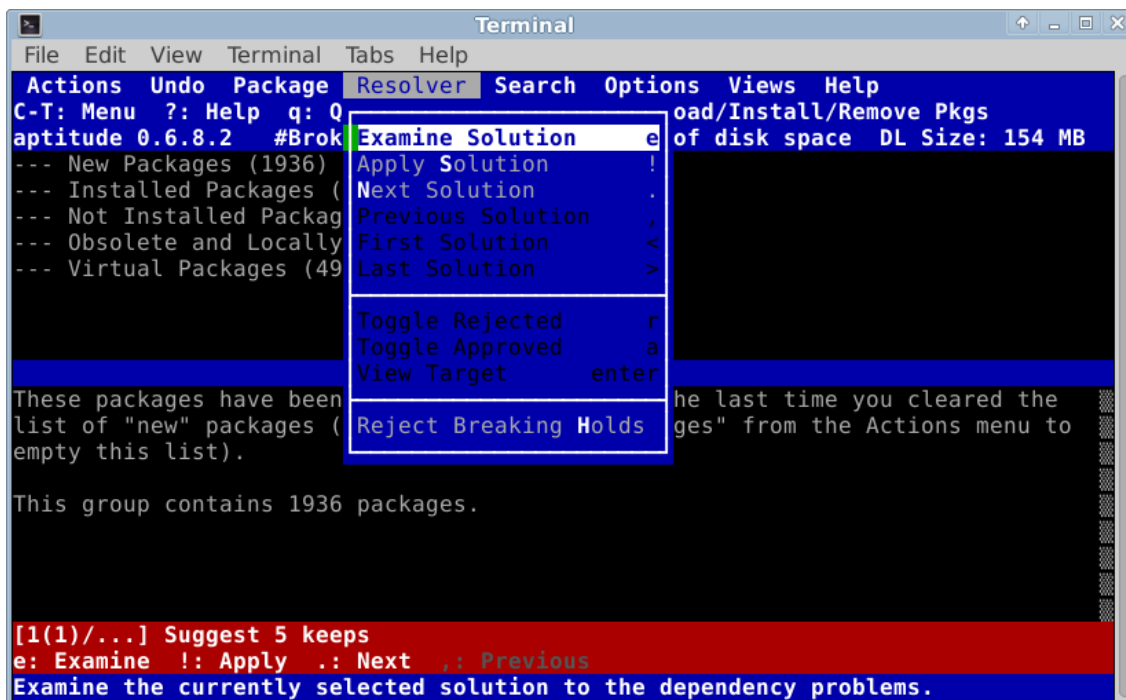 Terminal
File Edit View Terminal Tabs Help
Actions Undo Package Resolver Search Options Views Help
C-T: Menu ?: Help q: Q oad/Install/Remove Pkgs
aptitude 0.6.8.2 #Brok of disk space DL Size: 154 MB
Examine Solution e
--- New Packages (1936)
Apply Solution !
--- Installed Packages (
Next Solution .
--- Not Installed Packag
Previous Solution ,
--- Obsolete and Locally
First Solution <
--- Virtual Packages (49
Last Solution >
Toggle Rejected r
Toggle Approved a
View Target enter
Reject Breaking Holds
These packages have been he last time you cleared the
list of "new" packages ( ges" from the Actions menu to
empty this list).
This group contains 1936 packages.
[1(1)/...] Suggest 5 keeps
e: Examine !: Apply .: Next ,: Previous
Examine the currently selected solution to the dependency problems.